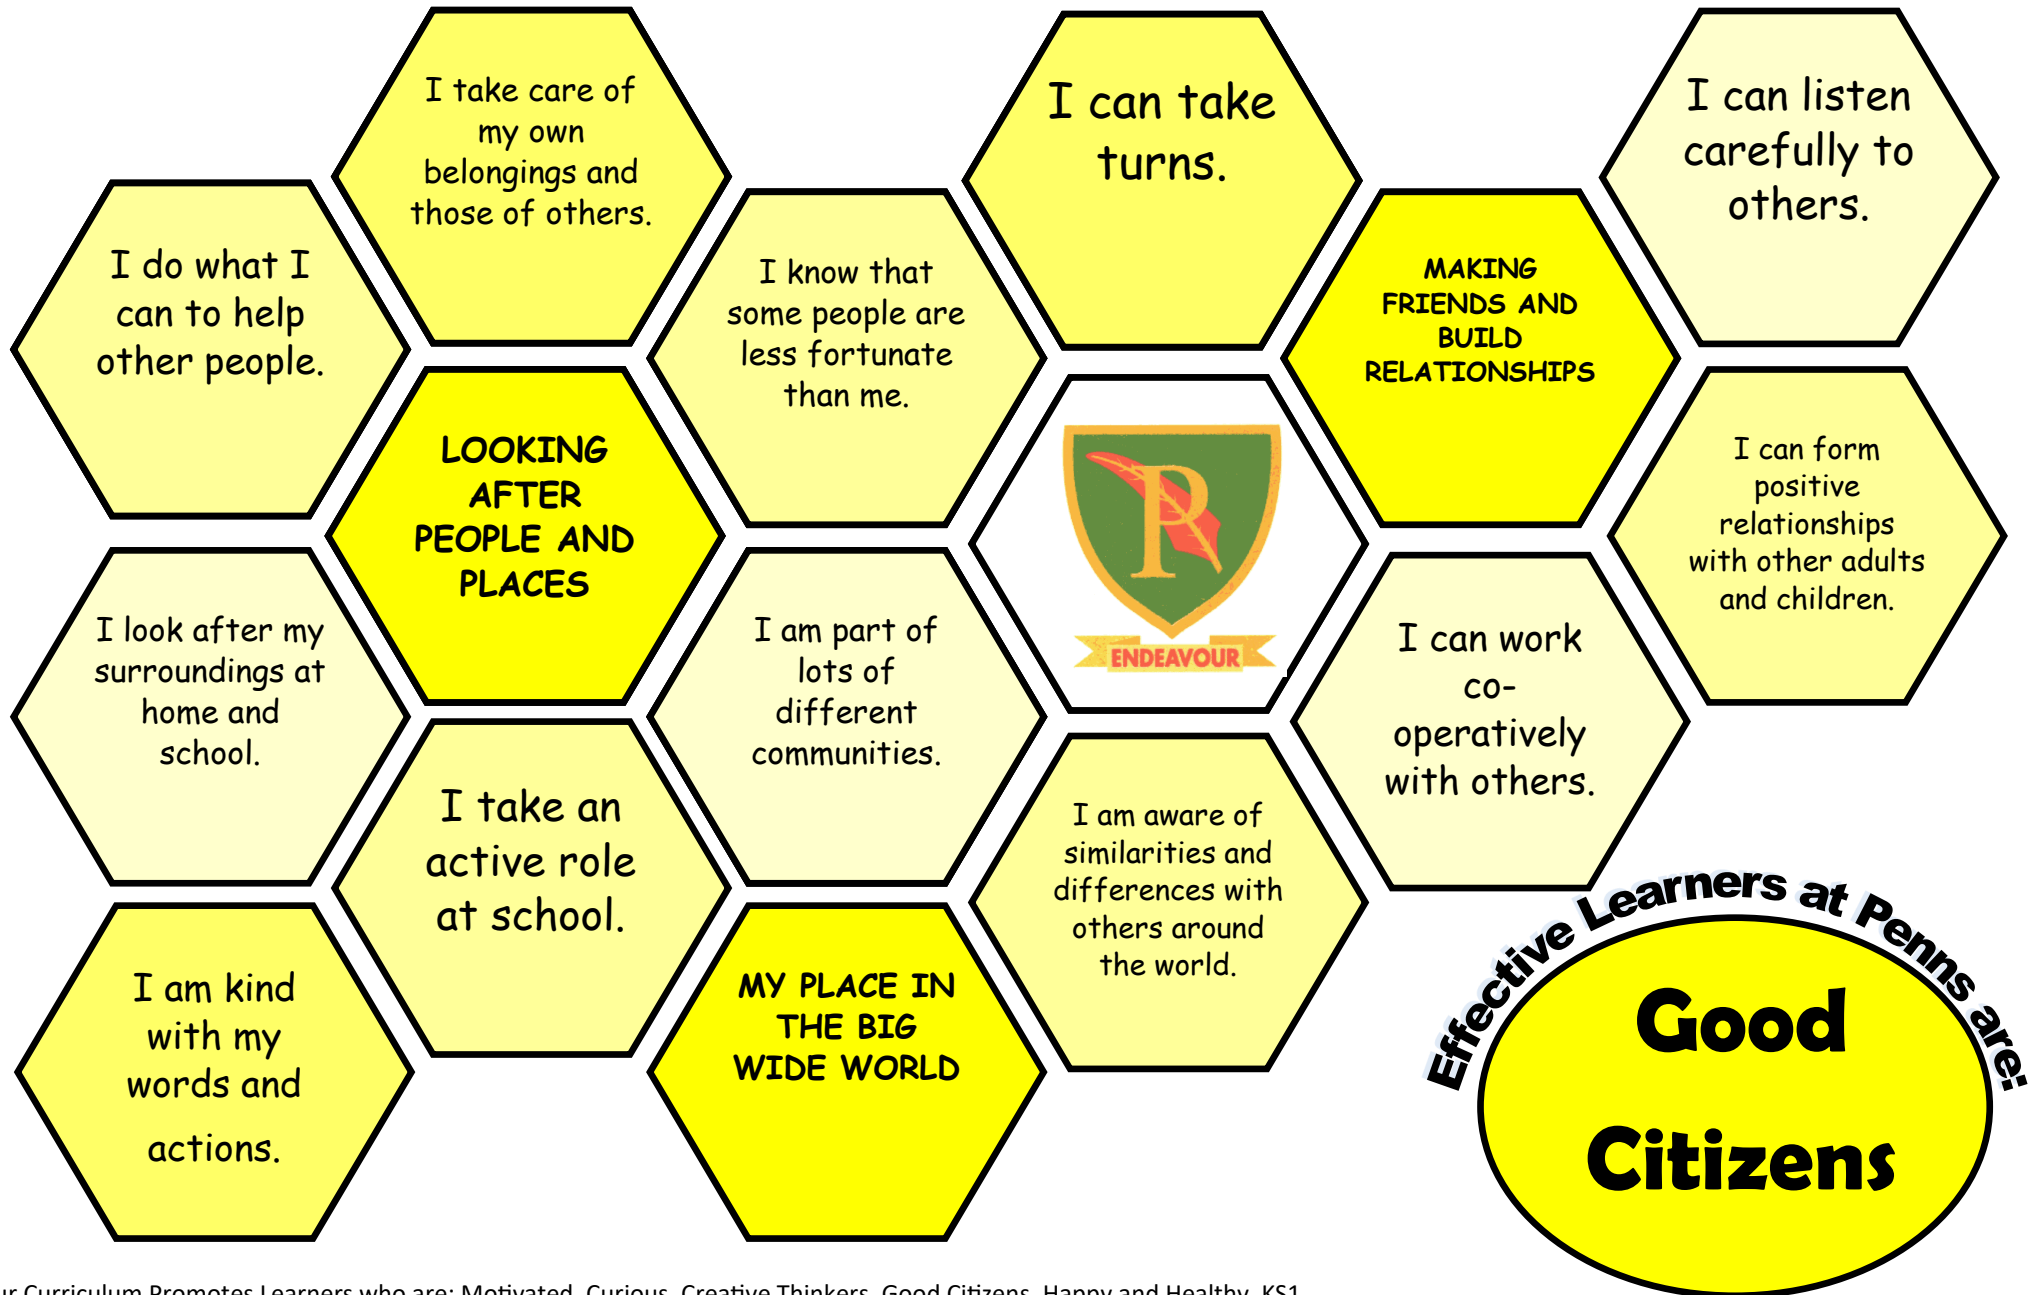 I take care of
my own
belongings and
those of others.
I can take
turns.
I can listen
carefully to
others.
I do what I
can to help
other people.
I know that
some people are
less fortunate
than me.
MAKING
FRIENDS AND
BUILD
RELATIONSHIPS
LOOKING
AFTER
PEOPLE AND
PLACES
P
ENDEAVOUR
I can form
positive
relationships
with other adults
and children.
I look after my
surroundings at
home and
school.
I am part of
lots of
different
communities.
I can work
co-
operatively
with others.
I take an
active role
at school.
I am aware of
similarities and
differences with
others around
the world.
I am kind
with my
words and
actions.
MY PLACE IN
THE BIG
WIDE WORLD
Effective Learners at Penns are:
Good
Citizens
ur Curriculum Promotes Learners who are: Motivated, Curious, Creative Thinkers, Good Citizens, Happy and Healthy. KS1